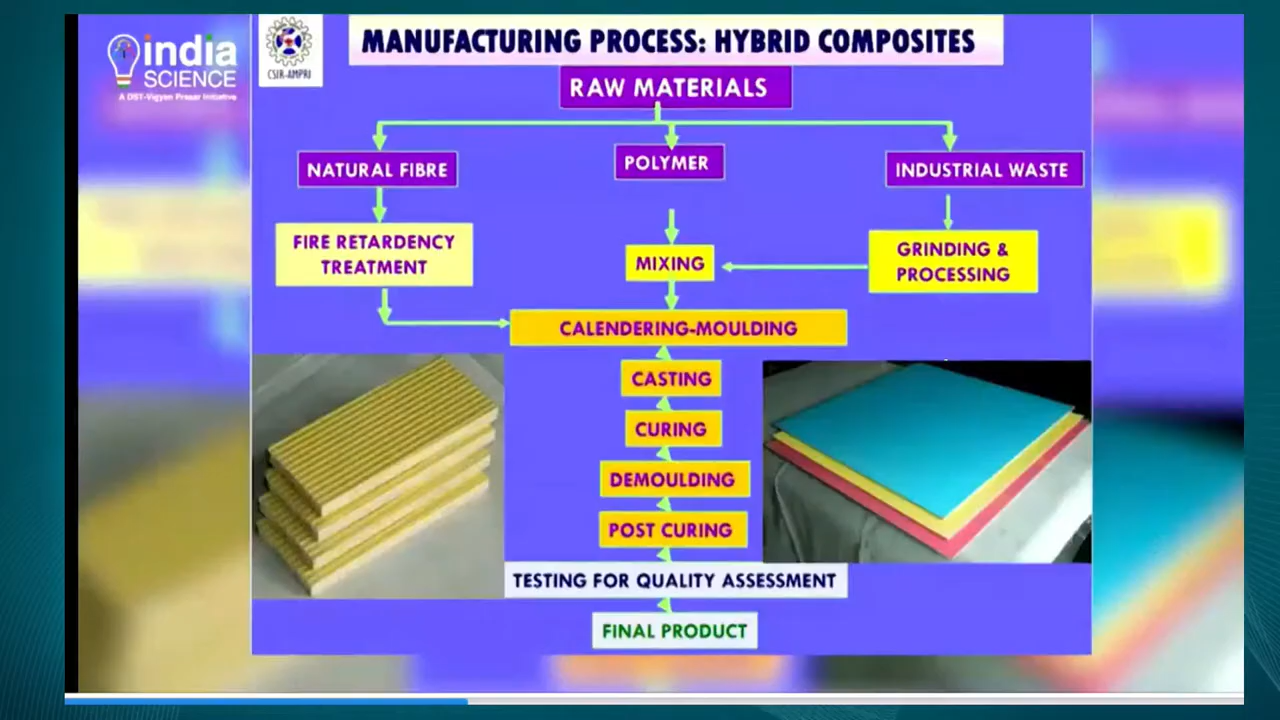 india
SCIENCE
A DST-Vigyan Prasar Initiative
CSIR-AMPRI
MANUFACTURING PROCESS: HYBRID COMPOSITES
RAW MATERIALS
NATURAL FIBRE
POLYMER
INDUSTRIAL WASTE
FIRE RETARDENCY
TREATMENT
MIXING
GRINDING &
PROCESSING
CALENDERING-MOULDING
CASTING
CURING
DEMOULDING
POST CURING
TESTING FOR QUALITY ASSESSMENT
FINAL PRODUCT